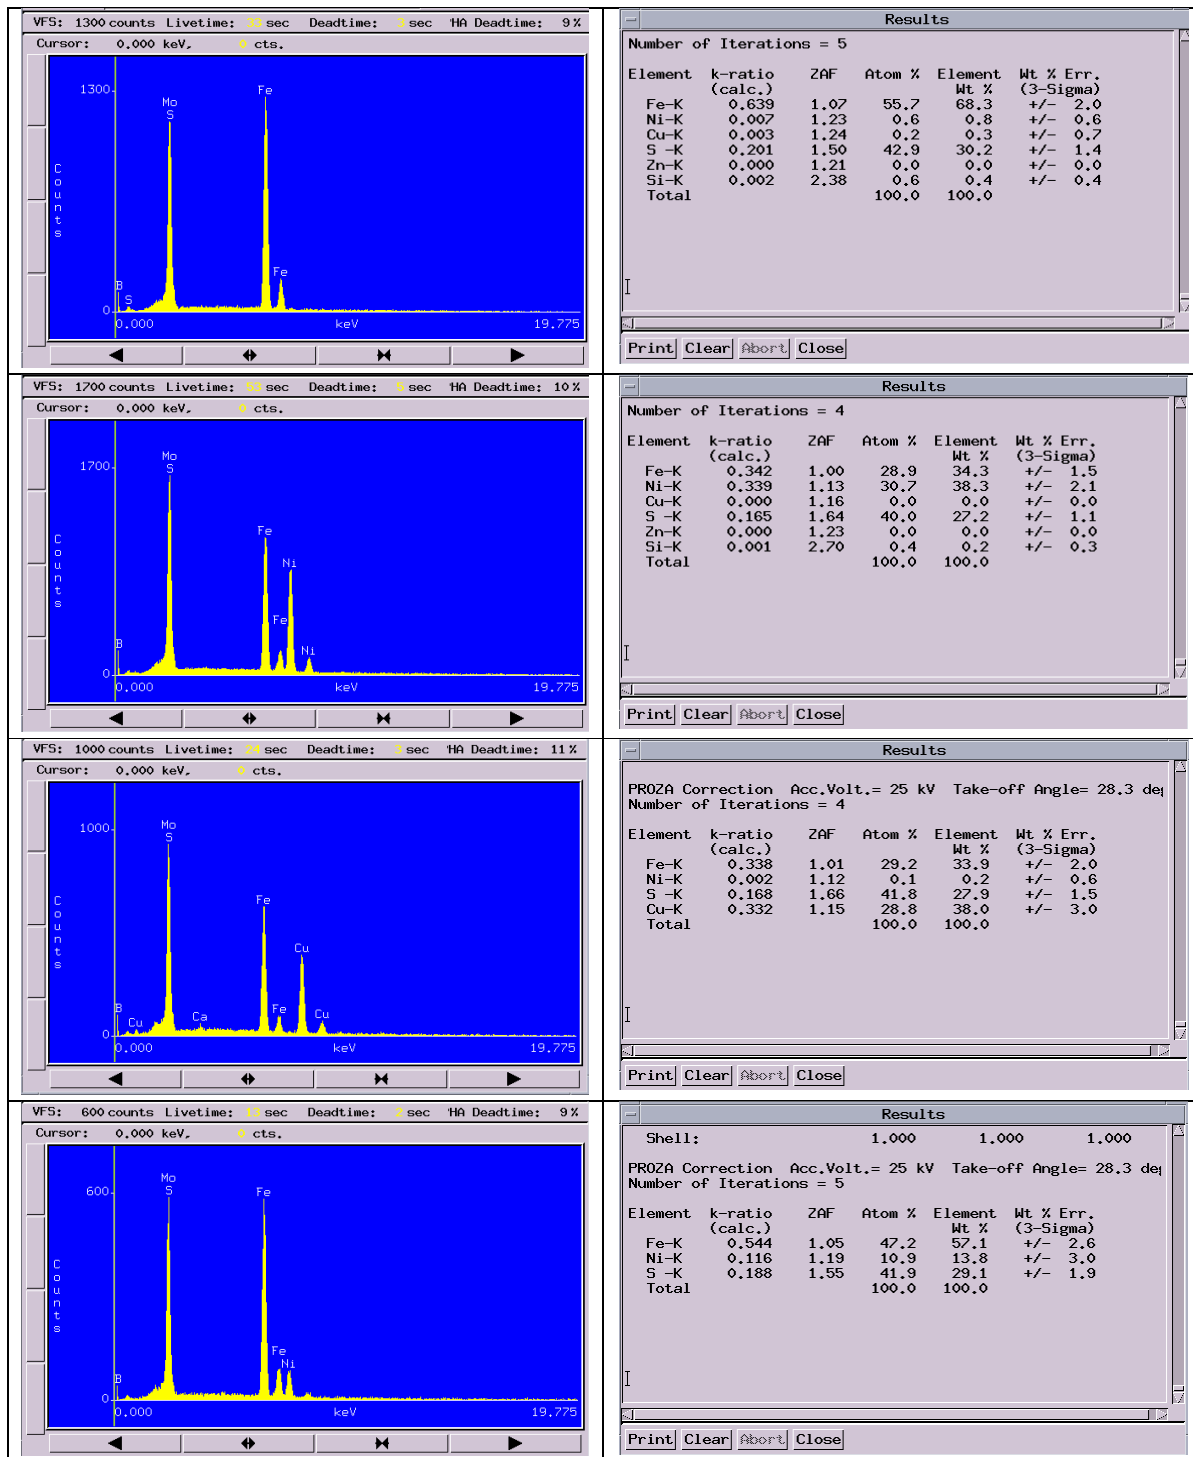 VFS: 1300 counts Livetime: 33 sec Deadtime: 3 sec 'HA Deadtime: 9%
Cursor: 0.000 keV, 0 cts.
1300
Mo
S
Fe
Fe
Counts
B
S
0
0.000 keV 19.775
Results
Number of Iterations = 5
Element k-ratio ZAF Atom % Element Wt % Err.
(calc.) Wt % (3-Sigma)
Fe-K 0.639 1.07 55.7 68.3 +/- 2.0
Ni-K 0.007 1.23 0.6 0.8 +/- 0.6
Cu-K 0.003 1.24 0.2 0.3 +/- 0.7
S -K 0.201 1.50 42.9 30.2 +/- 1.4
Zn-K 0.000 1.21 0.0 0.0 +/- 0.0
Si-K 0.002 2.38 0.6 0.4 +/- 0.4
Total 100.0 100.0
Print Clear Abort Close
VFS: 1700 counts Livetime: 53 sec Deadtime: sec 'HA Deadtime: 10%
Cursor: 0.000 keV, 0 cts.
1700
Mo
S
Fe
Ni
Counts
Fe
Ni
B
0
0.000 keV 19.775
Results
Number of Iterations = 4
Element k-ratio ZAF Atom % Element Wt % Err.
(calc.) Wt % (3-Sigma)
Fe-K 0.342 1.00 28.9 34.3 +/- 1.5
Ni-K 0.339 1.13 30.7 38.3 +/- 2.1
Cu-K 0.000 1.16 0.0 0.0 +/- 0.0
S -K 0.165 1.64 40.0 27.2 +/- 1.1
Zn-K 0.000 1.23 0.0 0.0 +/- 0.0
Si-K 0.001 2.70 0.4 0.2 +/- 0.3
Total 100.0 100.0
Print Clear Abort Close
VFS: 1000 counts Livetime: 24 sec Deadtime: 3 sec 'HA Deadtime: 11%
Cursor: 0.000 keV, 0 cts.
1000
Mo
S
Fe
Cu
Counts
B
Cu
Ca
Fe
Cu
0
0.000 keV 19.775
Results
PROZA Correction Acc.Volt.= 25 kV Take-off Angle= 28.3 deg
Number of Iterations = 4
Element k-ratio ZAF Atom % Element Wt % Err.
(calc.) Wt % (3-Sigma)
Fe-K 0.338 1.01 29.2 33.9 +/- 2.0
Ni-K 0.002 1.12 0.1 0.2 +/- 0.6
S -K 0.168 1.66 41.8 27.9 +/- 1.5
Cu-K 0.332 1.15 28.8 38.0 +/- 3.0
Total 100.0 100.0
Print Clear Abort Close
VFS: 600 counts Livetime: 13 sec Deadtime: 2 sec 'HA Deadtime: 9%
Cursor: 0.000 keV, 0 cts.
600
Mo
S
Fe
Counts
Fe
Ni
B
0
0.000 keV 19.775
Results
Shell: 1.000 1.000 1.000
PROZA Correction Acc.Volt.= 25 kV Take-off Angle= 28.3 deg
Number of Iterations = 5
Element k-ratio ZAF Atom % Element Wt % Err.
(calc.) Wt % (3-Sigma)
Fe-K 0.544 1.05 47.2 57.1 +/- 2.6
Ni-K 0.116 1.19 10.9 13.8 +/- 3.0
S -K 0.188 1.55 41.9 29.1 +/- 1.9
Total 100.0 100.0
Print Clear Abort Close